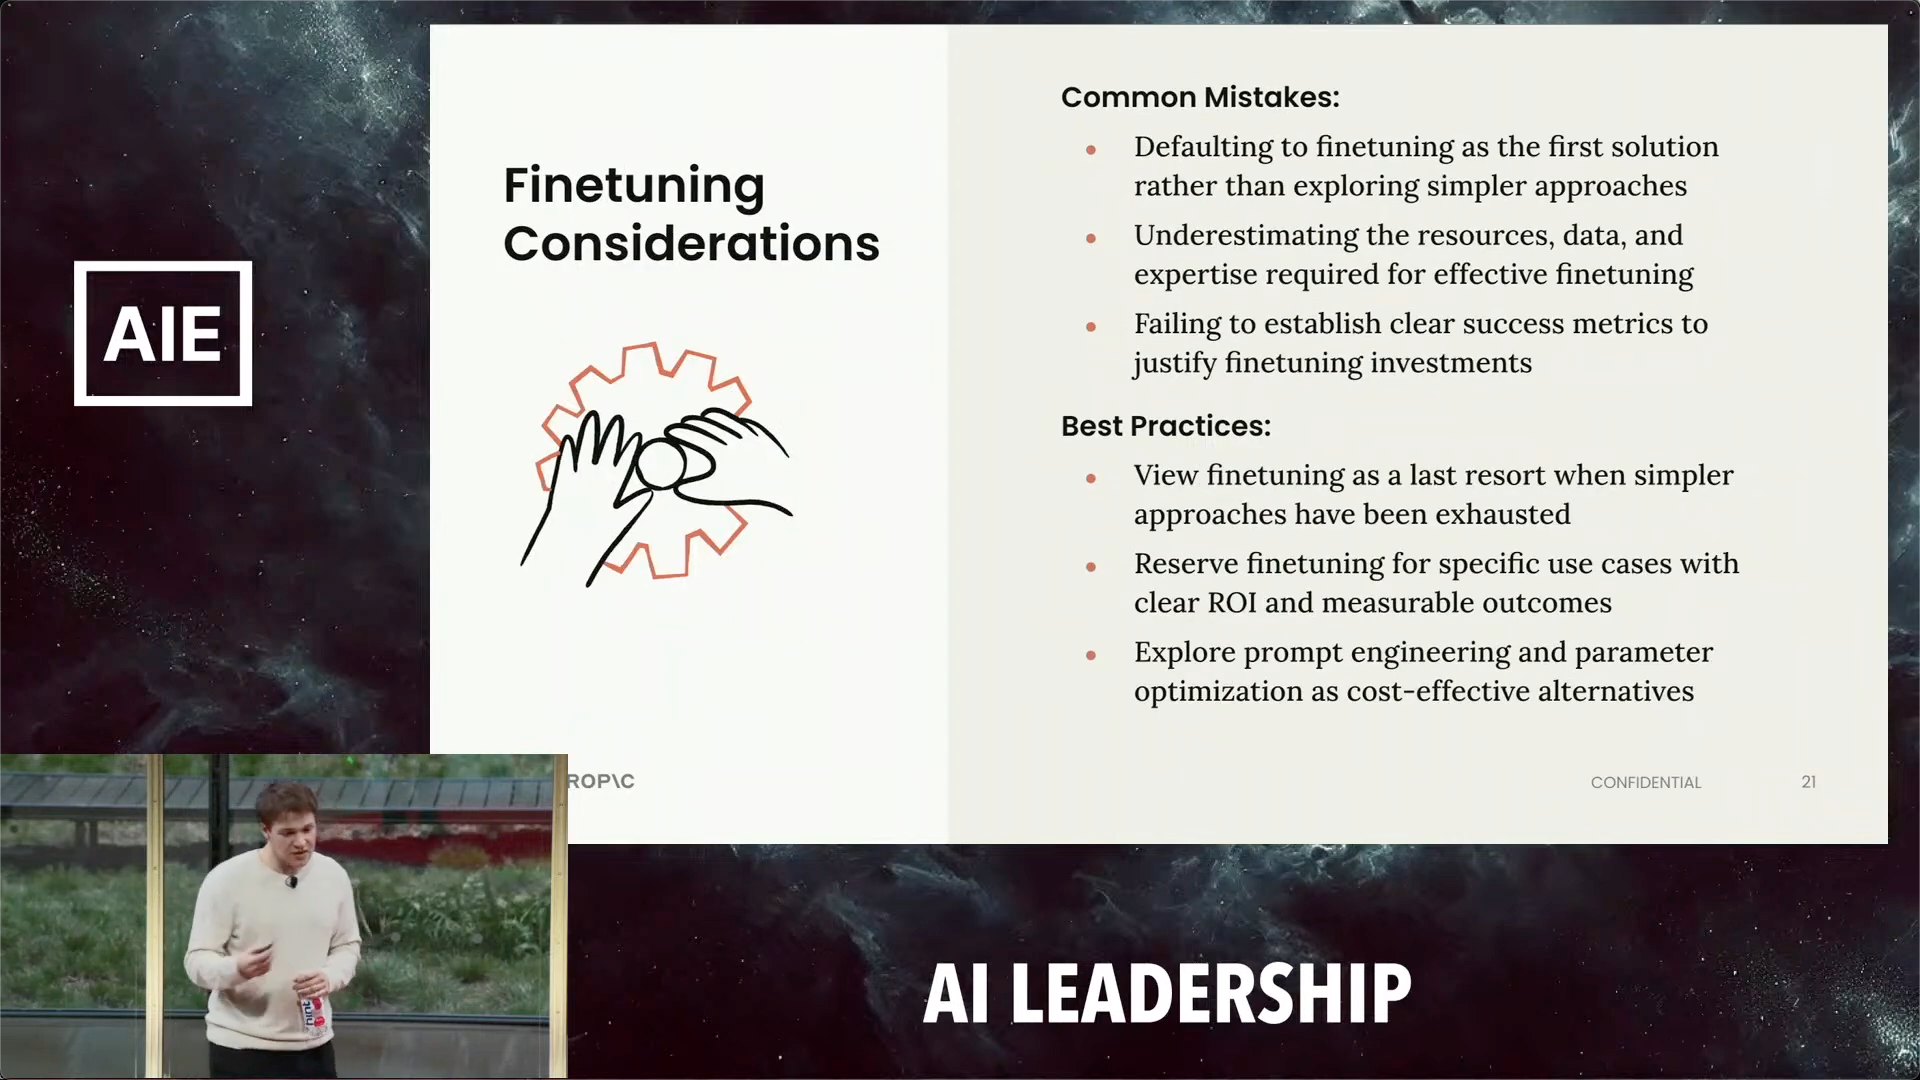 AIE
Finetuning
Considerations
Common Mistakes:
Defaulting to finetuning as the first solution
rather than exploring simpler approaches
Underestimating the resources, data, and
expertise required for effective finetuning
Failing to establish clear success metrics to
justify finetuning investments
Best Practices:
View finetuning as a last resort when simpler
approaches have been exhausted
Reserve finetuning for specific use cases with
clear ROI and measurable outcomes
Explore prompt engineering and parameter
optimization as cost-effective alternatives
ROP\C
CONFIDENTIAL
21
hint
AI LEADERSHIP